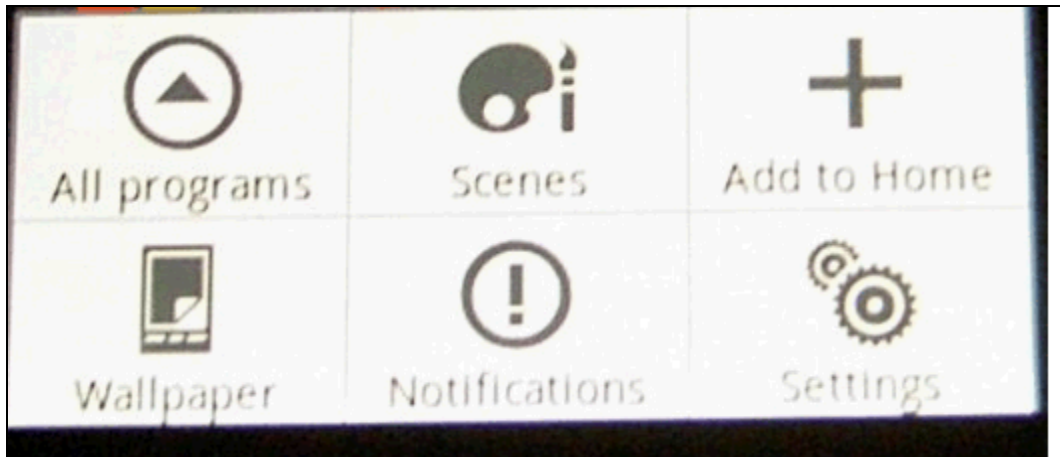 All programs
Scenes
Add to Home
Wallpaper
Notifications
Settings